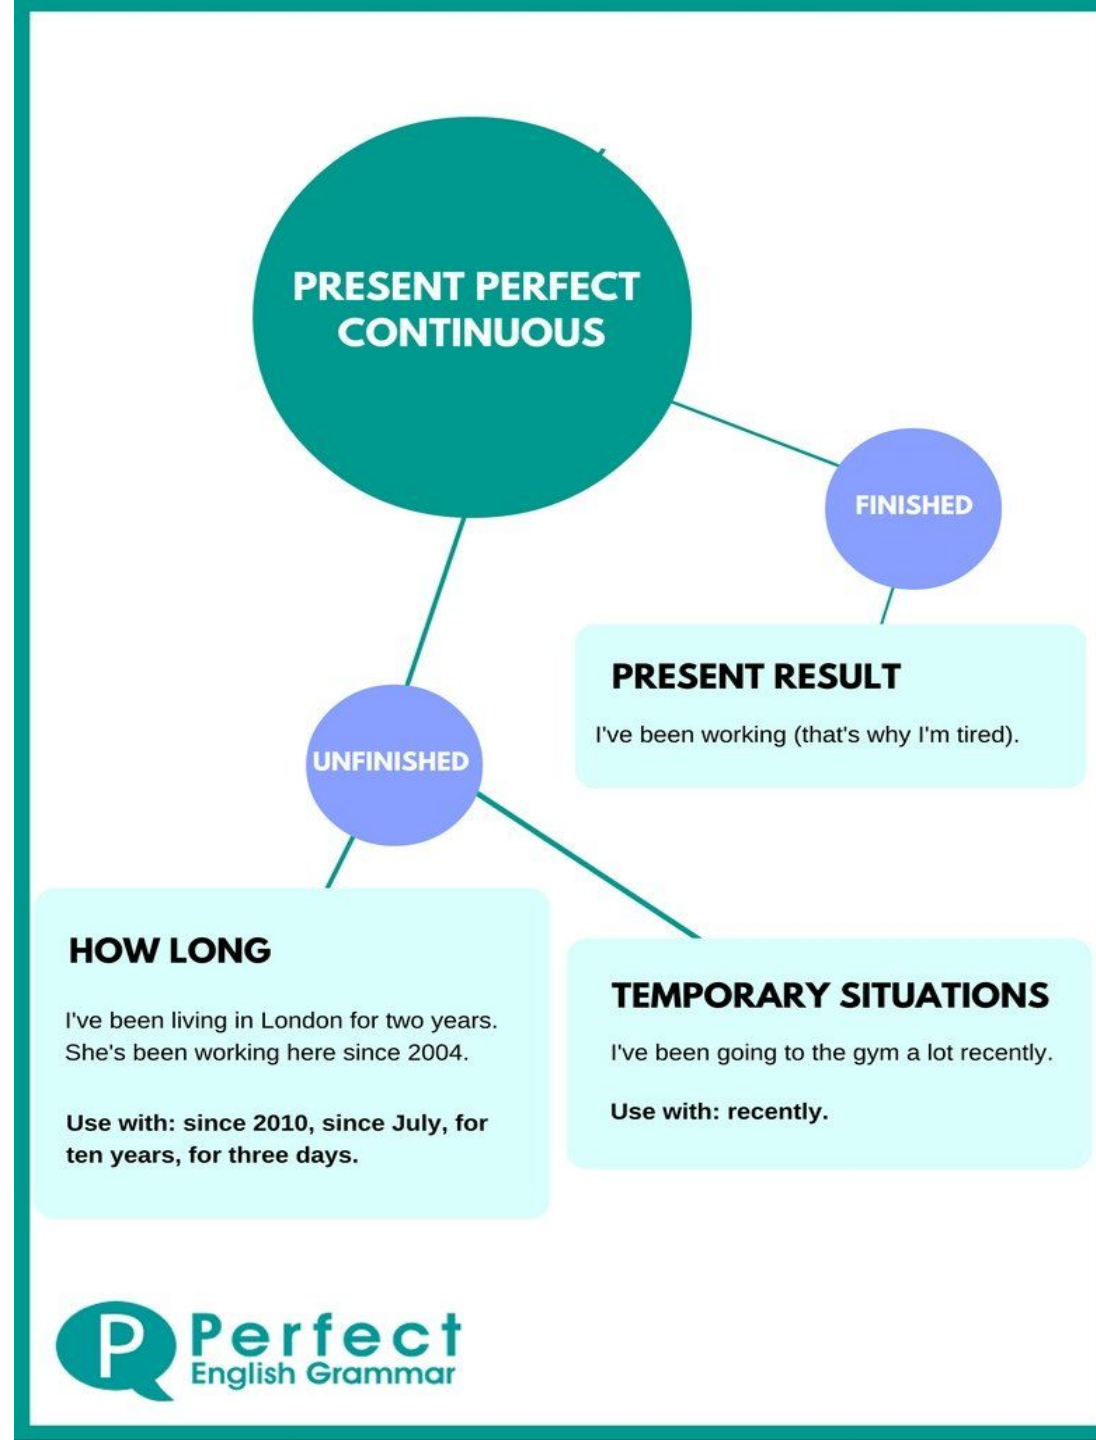 PRESENT PERFECT
CONTINUOUS
FINISHED
PRESENT RESULT
I've been working (that's why I'm tired).
UNFINISHED
HOW LONG
I've been living in London for two years.
She's been working here since 2004.
Use with: since 2010, since July, for
ten years, for three days.
TEMPORARY SITUATIONS
I've been going to the gym a lot recently.
Use with: recently.
P
Perfect
English Grammar